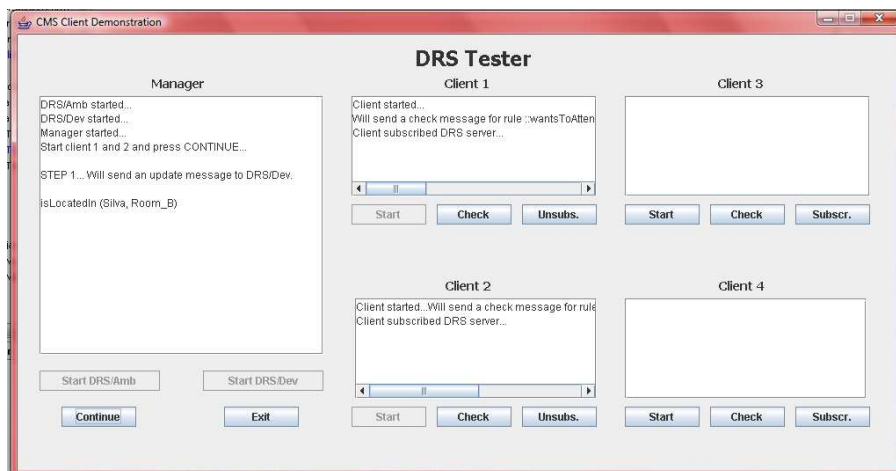 CMS Client Demonstration
DRS Tester
Manager
DRS/Amb started...
DRS/Dev started...
Manager started...
Start client 1 and 2 and press CONTINUE...
STEP 1... Will send an update message to DRS/Dev.
isLocatedIn (Silva, Room_B)
Start DRS/Amb
Start DRS/Dev
Continue
Exit
Client 1
Client started...
Will send a check message for rule ::wantsToAtten
Client subscribed DRS server...
Start
Check
Unsubs.
Client 2
Client started...Will send a check message for rule
Client subscribed DRS server...
Start
Check
Unsubs.
Client 3
Start
Check
Subscr.
Client 4
Start
Check
Subscr.